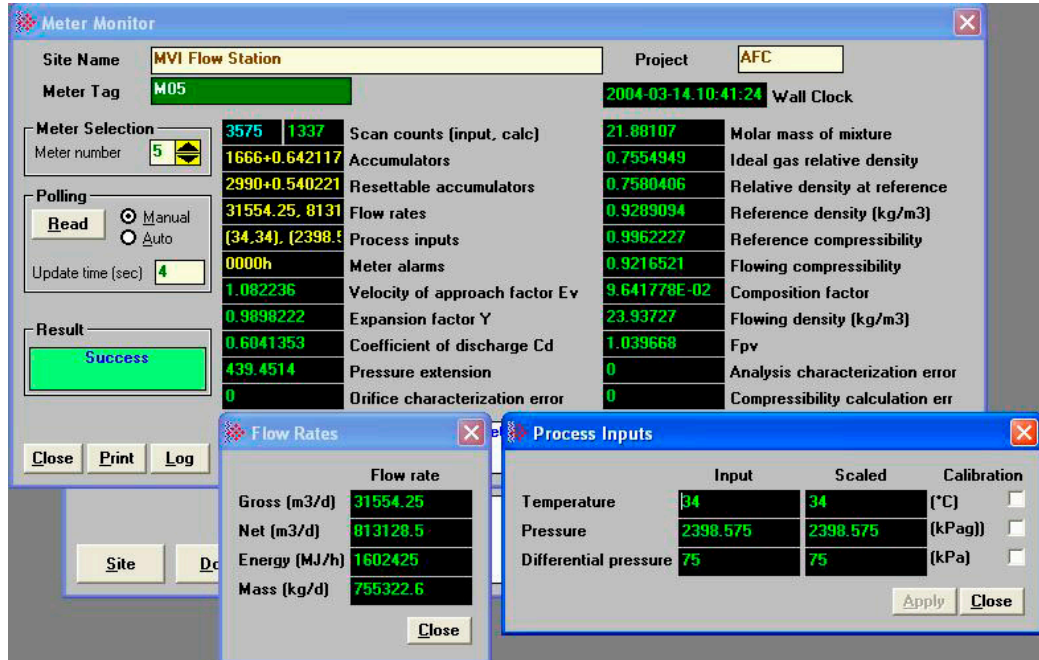 Meter Monitor
Site Name MVI Flow Station Project AFC
Meter Tag M05 2004-03-14.10:41:24 Wall Clock
Meter Selection
Meter number 5
Polling
Read Manual
Auto
Update time (sec) 4
Result
Success
Close Print Log
3575 1337 Scan counts (input, calc) 21.88107 Molar mass of mixture
1666+0.642117 Accumulators 0.7554949 Ideal gas relative density
2990+0.540221 Resettable accumulators 0.7580406 Relative density at reference
31554.25, 8131 Flow rates 0.9289094 Reference density (kg/m3)
(34,34), (2398.5 Process inputs 0.9962227 Reference compressibility
0000h Meter alarms 0.9216521 Flowing compressibility
1.082236 Velocity of approach factor Ev 9.641778E-02 Composition factor
0.9898222 Expansion factor Y 23.93727 Flowing density (kg/m3)
0.6041353 Coefficient of discharge Cd 1.039668 Fpv
439.4514 Pressure extension 0 Analysis characterization error
0 Orifice characterization error 0 Compressibility calculation err
Site
Flow Rates
Flow rate
Gross (m3/d) 31554.25
Net (m3/d) 813128.5
Energy (MJ/h) 1602425
Mass (kg/d) 755322.6
Close
Process Inputs
Input Scaled Calibration
Temperature 34 34 (°C)
Pressure 2398.575 2398.575 (kPag))
Differential pressure 75 75 (kPa)
Apply Close